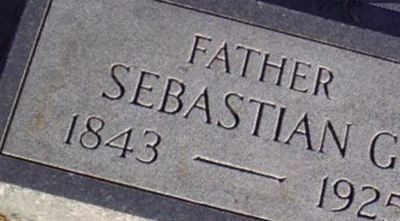 FATHER
SEBASTIAN G
1843 — 1925